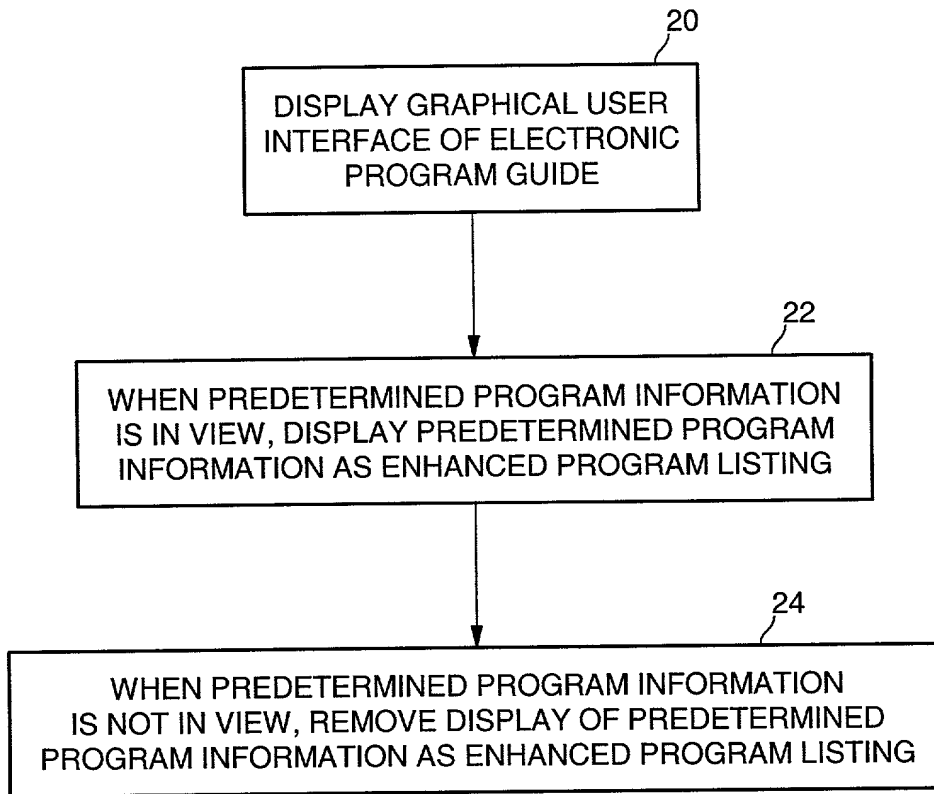 20
DISPLAY GRAPHICAL USER
INTERFACE OF ELECTRONIC
PROGRAM GUIDE
22
WHEN PREDETERMINED PROGRAM INFORMATION
IS IN VIEW, DISPLAY PREDETERMINED PROGRAM
INFORMATION AS ENHANCED PROGRAM LISTING
24
WHEN PREDETERMINED PROGRAM INFORMATION
IS NOT IN VIEW, REMOVE DISPLAY OF PREDETERMINED
PROGRAM INFORMATION AS ENHANCED PROGRAM LISTING